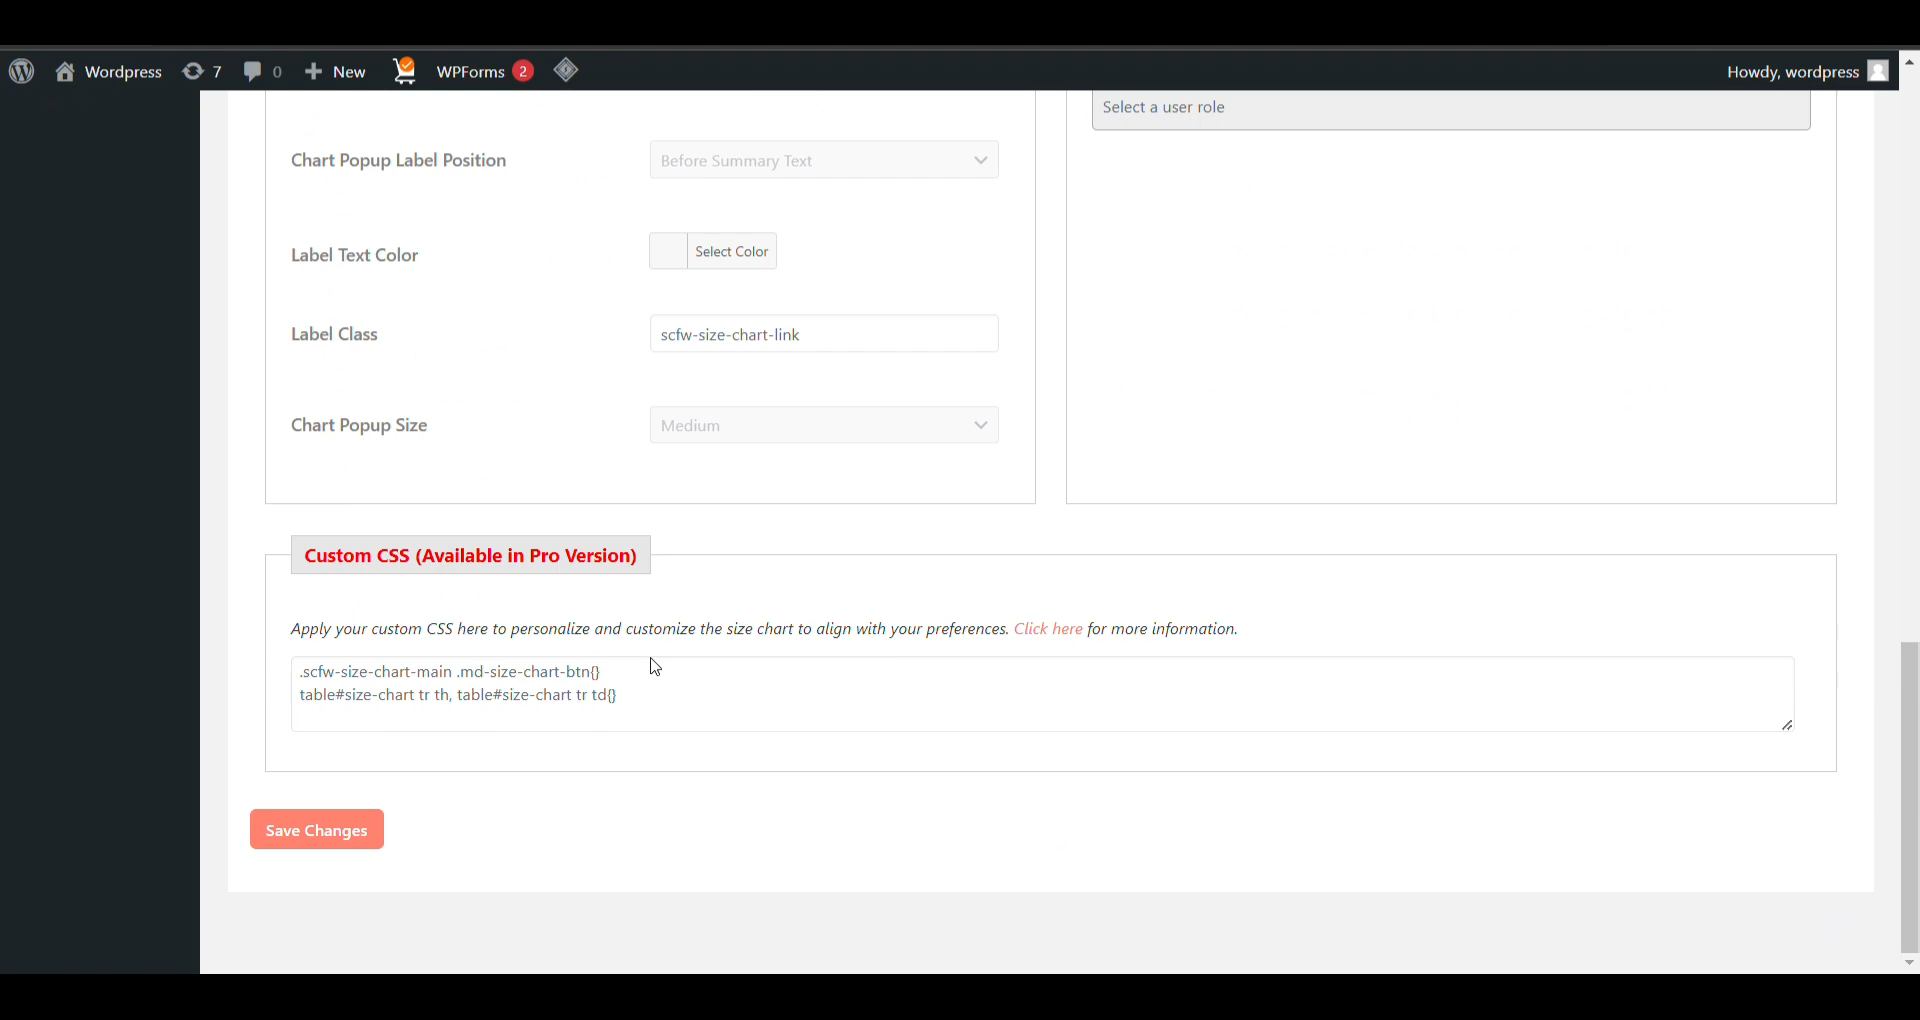 Wordpress 7 0 New WPForms 2 Howdy, wordpress
Select a user role
Chart Popup Label Position Before Summary Text
Label Text Color Select Color
Label Class scfw-size-chart-link
Chart Popup Size Medium
Custom CSS (Available in Pro Version)
Apply your custom CSS here to personalize and customize the size chart to align with your preferences. Click here for more information.
.scfw-size-chart-main .md-size-chart-btn{}
table#size-chart tr th, table#size-chart tr td{}
Save Changes